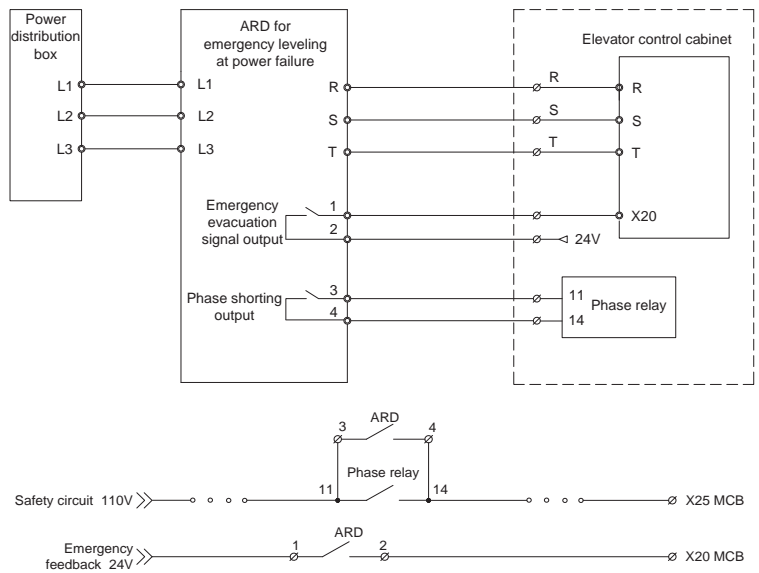 Power
distribution
box
L1
L2
L3
ARD for
emergency leveling
at power failure
L1
L2
L3
R
S
T
Emergency
evacuation
signal output
1
2
Phase shorting
output
3
4
Elevator control cabinet
R
S
T
R
S
T
X20
24V
11
14
Phase relay
3
ARD
4
Phase relay
11
14
Safety circuit 110V
X25 MCB
1
ARD
2
Emergency
feedback 24V
X20 MCB